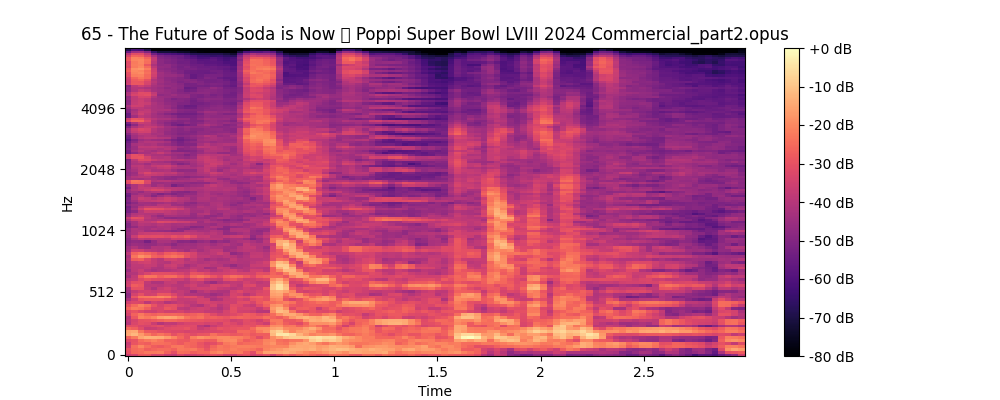 65 - The Future of Soda is Now ▯ Poppi Super Bowl LVIII 2024 Commercial_part2.opus
Hz
4096
2048
1024
512
0
0 0.5 1 1.5 2 2.5
Time
+0 dB
-10 dB
-20 dB
-30 dB
-40 dB
-50 dB
-60 dB
-70 dB
-80 dB